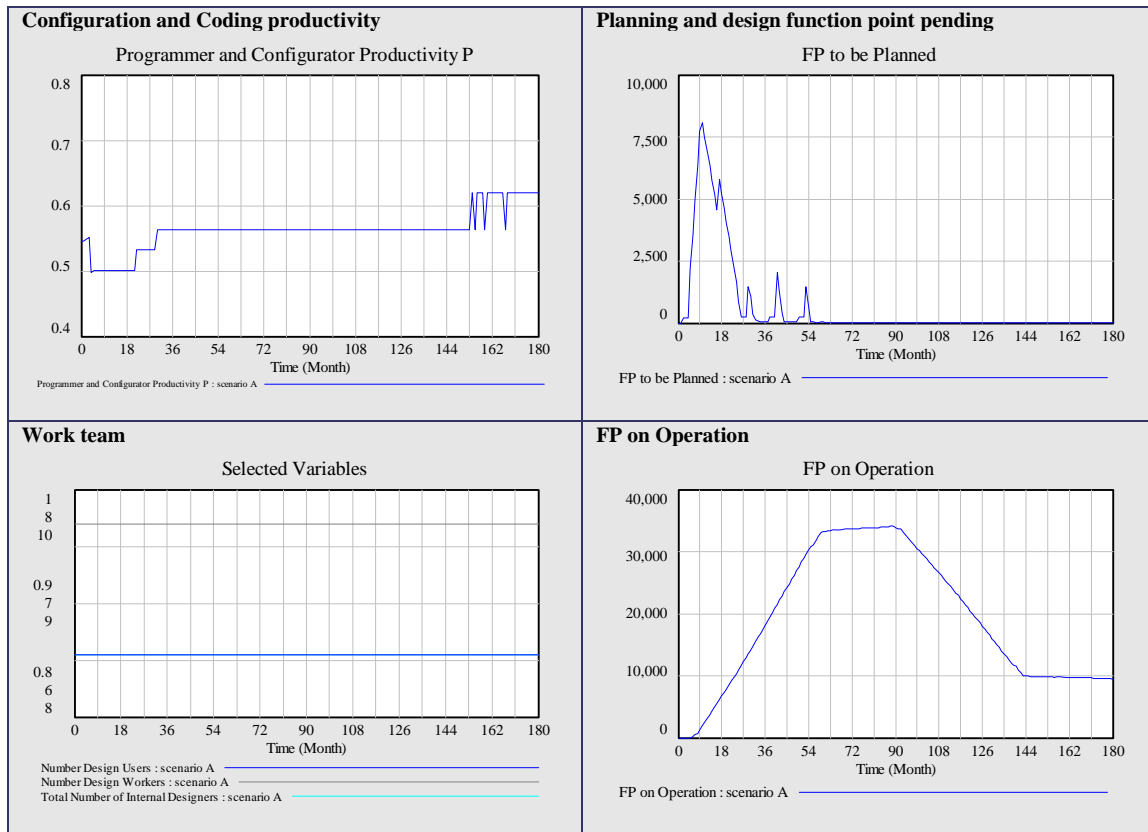 Configuration and Coding productivity
Programmer and Configurator Productivity P
0.8
0.7
0.6
0.5
0.4
0 18 36 54 72 90 108 126 144 162 180
Time (Month)
Programmer and Configurator Productivity P : scenario A
Planning and design function point pending
FP to be Planned
10,000
7,500
5,000
2,500
0
0 18 36 54 72 90 108 126 144 162 180
Time (Month)
FP to be Planned : scenario A
Work team
Selected Variables
1
8
10
0.9
7
9
0.8
6
8
0 18 36 54 72 90 108 126 144 162 180
Time (Month)
Number Design Users : scenario A
Number Design Workers : scenario A
Total Number of Internal Designers : scenario A
FP on Operation
FP on Operation
40,000
30,000
20,000
10,000
0
0 18 36 54 72 90 108 126 144 162 180
Time (Month)
FP on Operation : scenario A